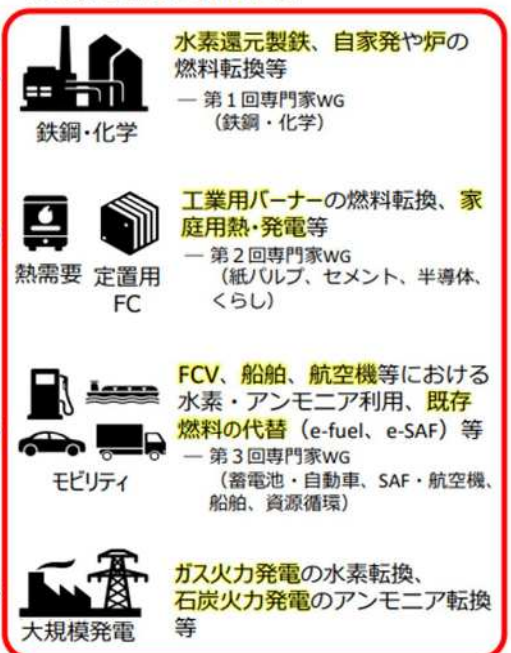 水素還元製鉄、自家発や炉の
燃料転換等
― 第１回専門家WG
（鉄鋼・化学）
鉄鋼・化学
工業用バーナーの燃料転換、家
庭用熱・発電等
― 第２回専門家WG
（紙パルプ、セメント、半導体、
くらし）
熱需要
定置用
FC
FCV、船舶、航空機等における
水素・アンモニア利用、既存
燃料の代替（e-fuel、e-SAF）等
― 第３回専門家WG
（蓄電池・自動車、SAF・航空機、
船舶、資源循環）
モビリティ
ガス火力発電の水素転換、
石炭火力発電のアンモニア転換
等
大規模発電